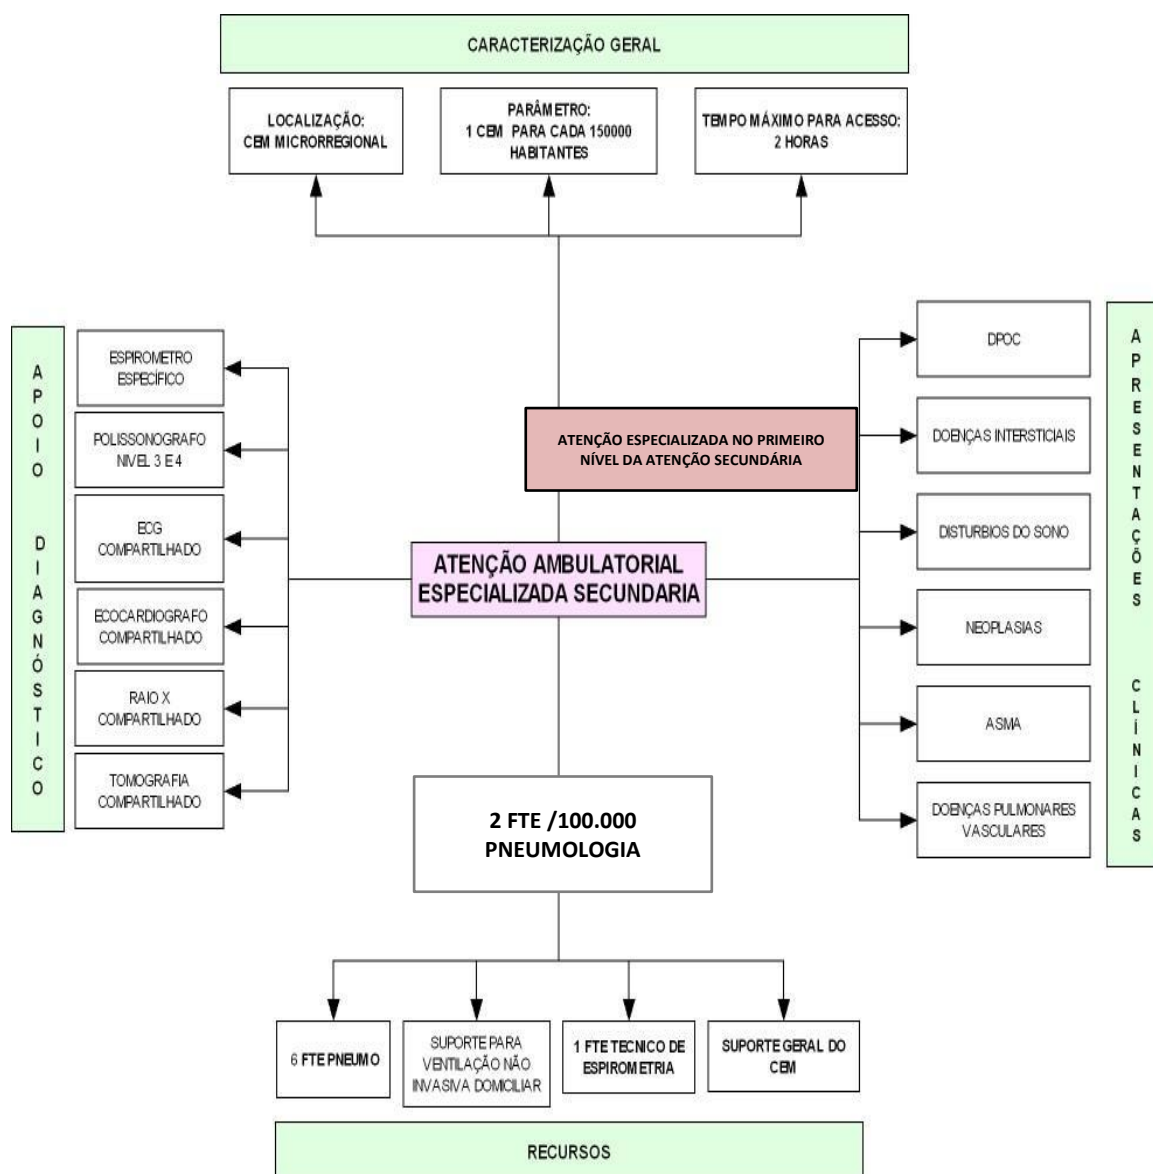 CARACTERIZAÇÃO GERAL
LOCALIZAÇÃO:
CEM MICRORREGIONAL
PARÂMETRO:
1 CEM PARA CADA 150000
HABITANTES
TEMPO MÁXIMO PARA ACESSO:
2 HORAS
APOIO DIAGNÓSTICO
ESPIROMETRO
ESPECÍFICO
POLISSONOGRAFO
NIVEL 3 E 4
ECG
COMPARTILHADO
ECOCARDIOGRAFO
COMPARTILHADO
RAIO X
COMPARTILHADO
TOMOGRAFIA
COMPARTILHADO
ATENÇÃO ESPECIALIZADA NO PRIMEIRO
NÍVEL DA ATENÇÃO SECUNDÁRIA
ATENÇÃO AMBULATORIAL
ESPECIALIZADA SECUNDARIA
2 FTE /100.000
PNEUMOLOGIA
DPOC
DOENÇAS INTERSTICIAIS
DISTURBIOS DO SONO
NEOPLASIAS
ASMA
DOENÇAS PULMONARES
VASCULARES
APRESENTAÇÕES CLÍNICAS
6 FTE PNEUMO
SUPORTE PARA
VENTILAÇÃO NÃO
INVASIVA DOMICILIAR
1 FTE TECNICO DE
ESPIROMETRIA
SUPORTE GERAL DO
CEM
RECURSOS